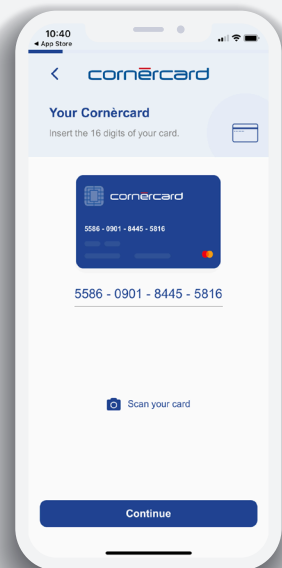 10:40
◄ App Store
cornèrcard
Your Cornèrcard
Insert the 16 digits of your card.
cornèrcard
5586 - 0901 - 8445 - 5816
5586 - 0901 - 8445 - 5816
Scan your card
Continue